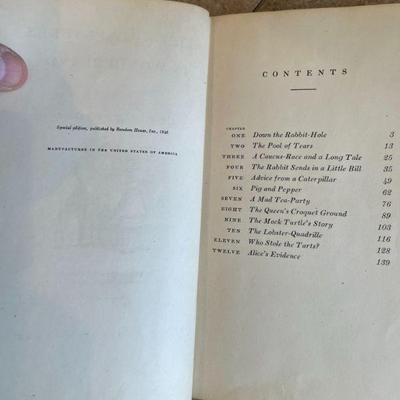 Special edition, published by Random House, Inc., 1946
MANUFACTURED IN THE UNITED STATES OF AMERICA
CONTENTS
CHAPTER
ONE Down the Rabbit-Hole 3
TWO The Pool of Tears 13
THREE A Caucus-Race and a Long Tale 25
FOUR The Rabbit Sends in a Little Bill 35
FIVE Advice from a Caterpillar 49
SIX Pig and Pepper 62
SEVEN A Mad Tea-Party 76
EIGHT The Queen's Croquet Ground 89
NINE The Mock Turtle's Story 103
TEN The Lobster-Quadrille 116
ELEVEN Who Stole the Tarts? 128
TWELVE Alice's Evidence 139